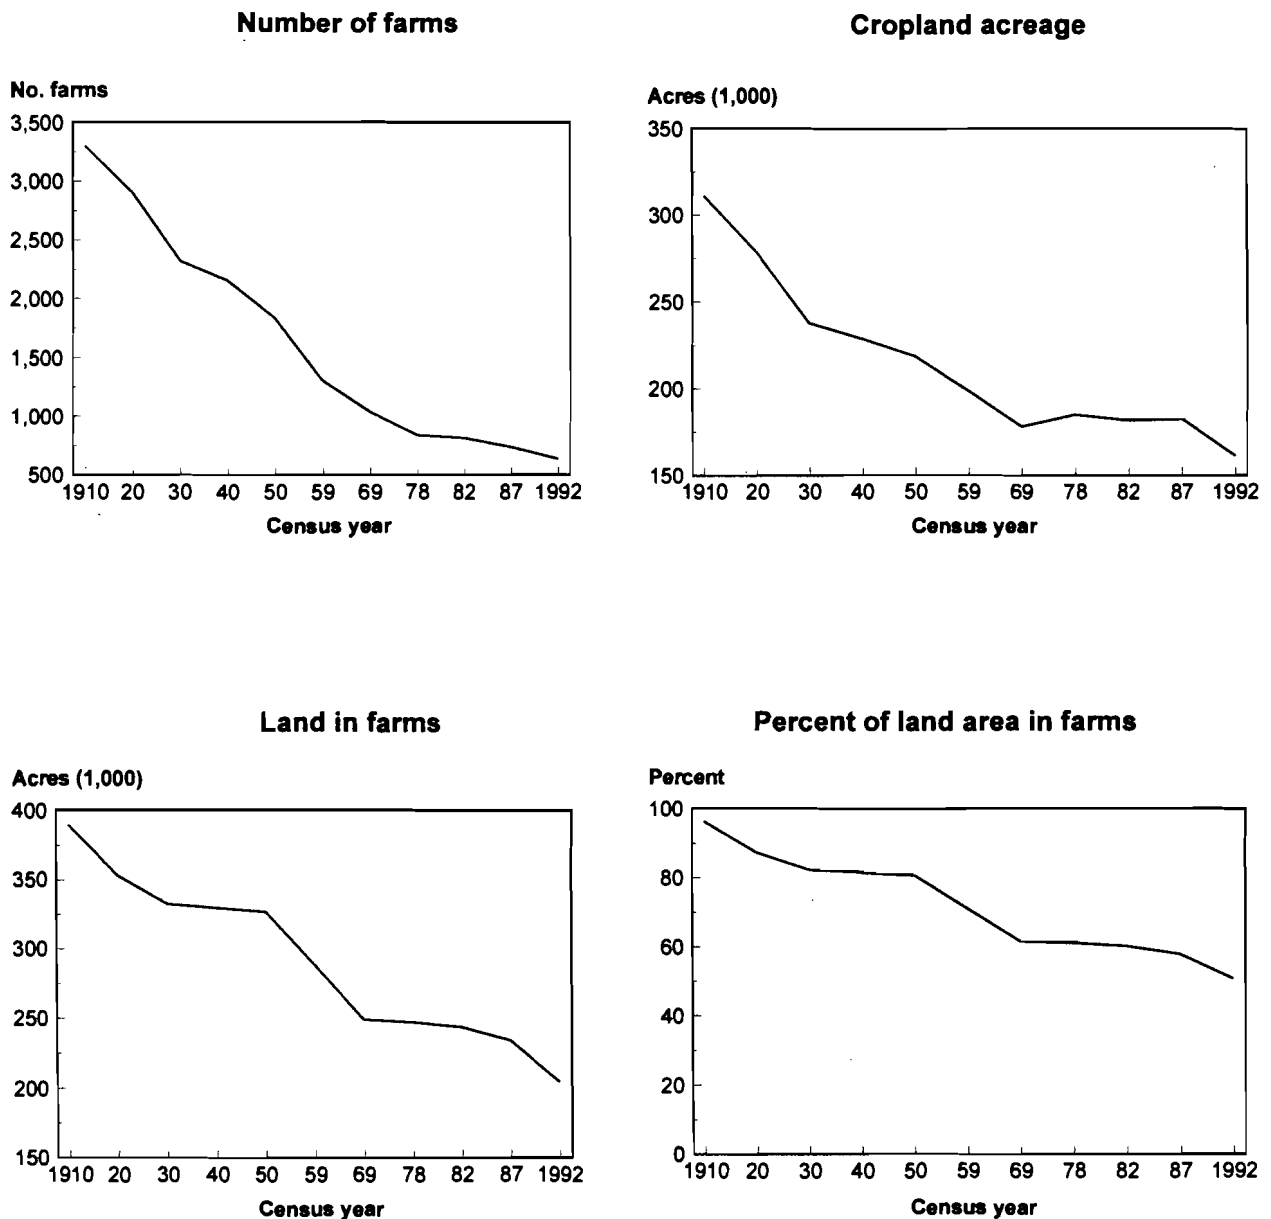 Number of farms
No. farms
3,500
3,000
2,500
2,000
1,500
1,000
500
1910 20 30 40 50 59 69 78 82 87 1992
Census year
Cropland acreage
Acres (1,000)
350
300
250
200
150
1910 20 30 40 50 59 69 78 82 87 1992
Census year
Land in farms
Acres (1,000)
400
350
300
250
200
150
1910 20 30 40 50 59 69 78 82 87 1992
Census year
Percent of land area in farms
Percent
100
80
60
40
20
0
1910 20 30 40 50 59 69 78 82 87 1992
Census year